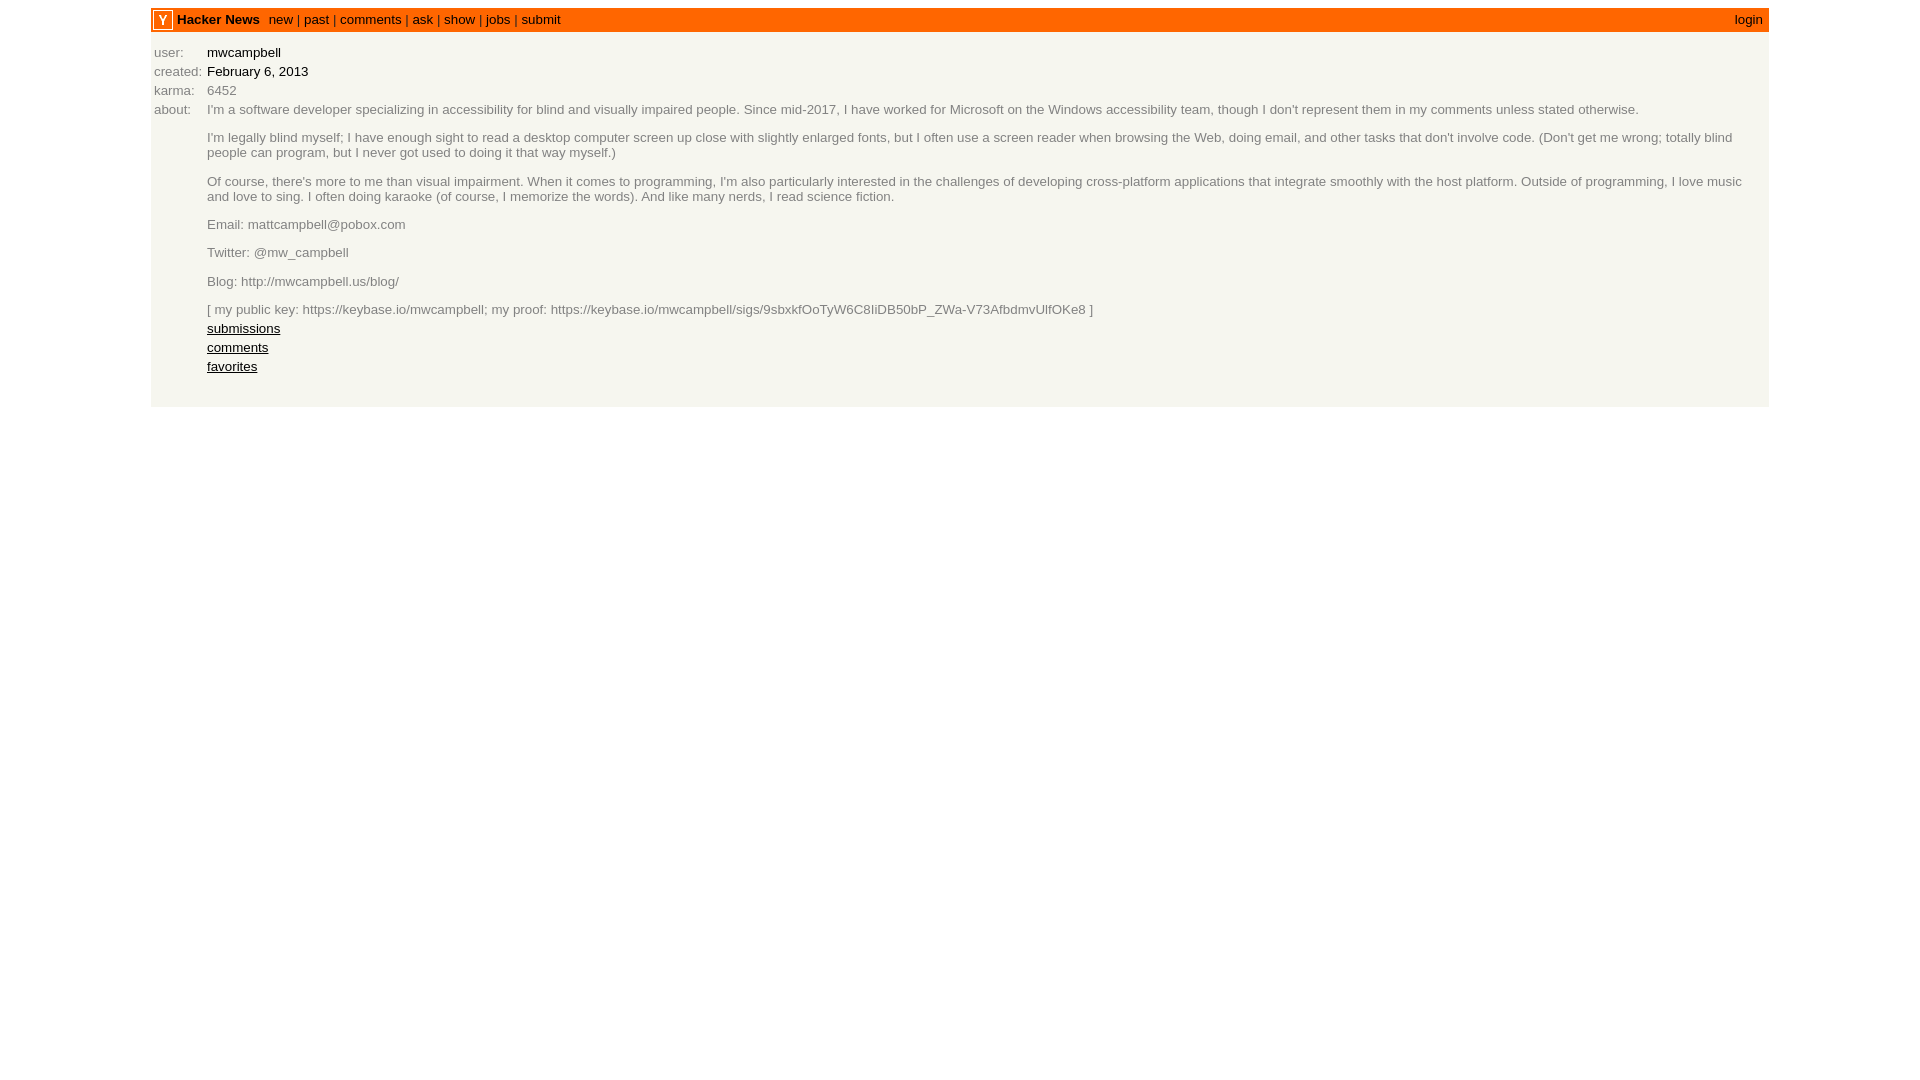 Y Hacker News new | past | comments | ask | show | jobs | submit login
user: mwcampbell
created: February 6, 2013
karma: 6452
about: I'm a software developer specializing in accessibility for blind and visually impaired people. Since mid-2017, I have worked for Microsoft on the Windows accessibility team, though I don't represent them in my comments unless stated otherwise.
I'm legally blind myself; I have enough sight to read a desktop computer screen up close with slightly enlarged fonts, but I often use a screen reader when browsing the Web, doing email, and other tasks that don't involve code. (Don't get me wrong; totally blind
people can program, but I never got used to doing it that way myself.)
Of course, there's more to me than visual impairment. When it comes to programming, I'm also particularly interested in the challenges of developing cross-platform applications that integrate smoothly with the host platform. Outside of programming, I love music
and love to sing. I often doing karaoke (of course, I memorize the words). And like many nerds, I read science fiction.
Email: mattcampbell@pobox.com
Twitter: @mw_campbell
Blog: http://mwcampbell.us/blog/
[ my public key: https://keybase.io/mwcampbell; my proof: https://keybase.io/mwcampbell/sigs/9sbxkfOoTyW6C8IiDB50bP_ZWa-V73AfbdmvUlfOKe8 ]
submissions
comments
favorites